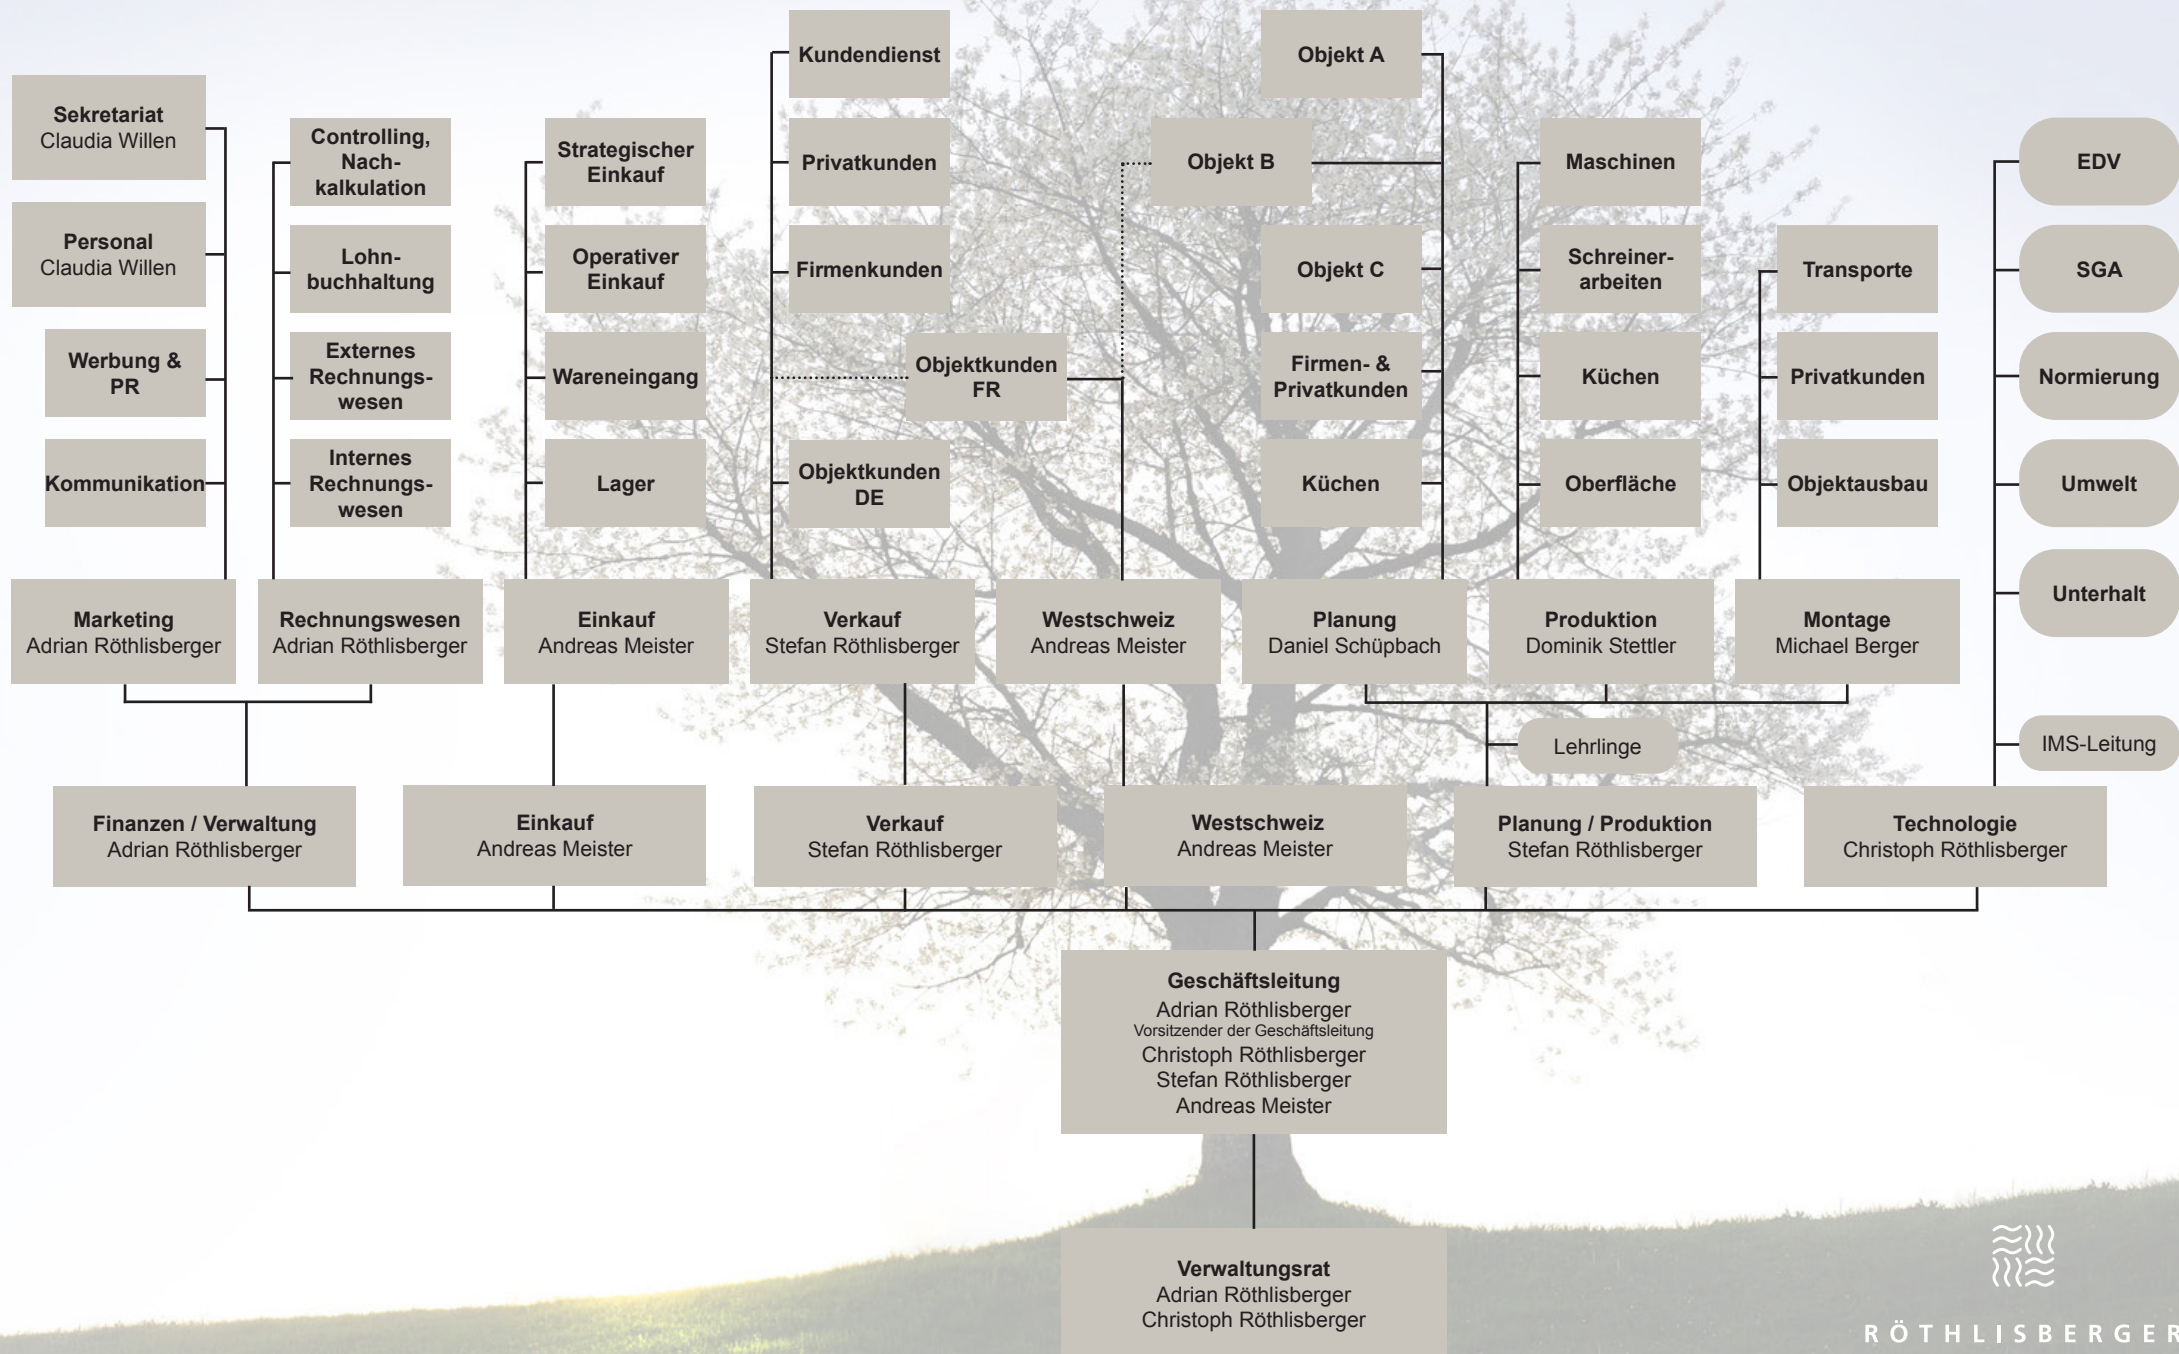 Kundendienst
Objekt A
Sekretariat
Claudia Willen
Controlling,
Nach-
kalkulation
Strategischer
Einkauf
Privatkunden
Objekt B
Maschinen
EDV
Personal
Claudia Willen
Lohn-
buchhaltung
Operativer
Einkauf
Firmenkunden
Objekt C
Schreiner-
arbeiten
Transporte
SGA
Werbung &
PR
Externes
Rechnungs-
wesen
Wareneingang
Objektkunden
FR
Firmen- &
Privatkunden
Küchen
Privatkunden
Normierung
Kommunikation
Internes
Rechnungs-
wesen
Lager
Objektkunden
DE
Küchen
Oberfläche
Objektausbau
Umwelt
Unterhalt
Marketing
Adrian Röthlisberger
Rechnungswesen
Adrian Röthlisberger
Einkauf
Andreas Meister
Verkauf
Stefan Röthlisberger
Westschweiz
Andreas Meister
Planung
Daniel Schüpbach
Produktion
Dominik Stettler
Montage
Michael Berger
Lehrlinge
IMS-Leitung
Finanzen / Verwaltung
Adrian Röthlisberger
Einkauf
Andreas Meister
Verkauf
Stefan Röthlisberger
Westschweiz
Andreas Meister
Planung / Produktion
Stefan Röthlisberger
Technologie
Christoph Röthlisberger
Geschäftsleitung
Adrian Röthlisberger
Vorsitzender der Geschäftsleitung
Christoph Röthlisberger
Stefan Röthlisberger
Andreas Meister
Verwaltungsrat
Adrian Röthlisberger
Christoph Röthlisberger
RÖTHLISBERGER